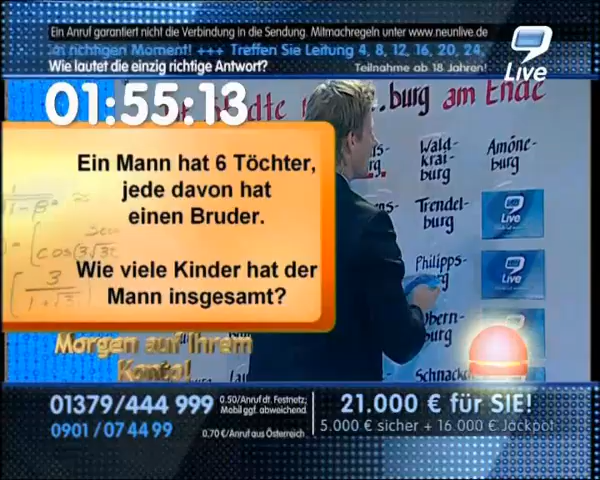 Ein Anruf garantiert nicht die Verbindung in die Sendung. Mitmachregeln unter www.neunlive.de
richtigen Moment! +++ Treffen Sie Leitung 4, 8, 12, 16, 20, 24,
Wie lautet die einzig richtige Antwort?
Teilnahme ab 18 Jahren!
Live
01:55:13
burg am Ende
Wald-
krai-
burg
Amöne-
burg
Trendel-
burg
Live
Philipps-
Live
Ein Mann hat 6 Töchter,
jede davon hat
einen Bruder.
Wie viele Kinder hat der
Mann insgesamt?
Morgen auf Ihrem
Konto!
01379/444 999
0.50/Anruf dt. Festnetz;
Mobil ggf. abweichend
0901 / 07 44 99
0.70 €/Anruf aus Österreich
21.000 € für SIE!
5.000 € sicher + 16.000 € Jackpot